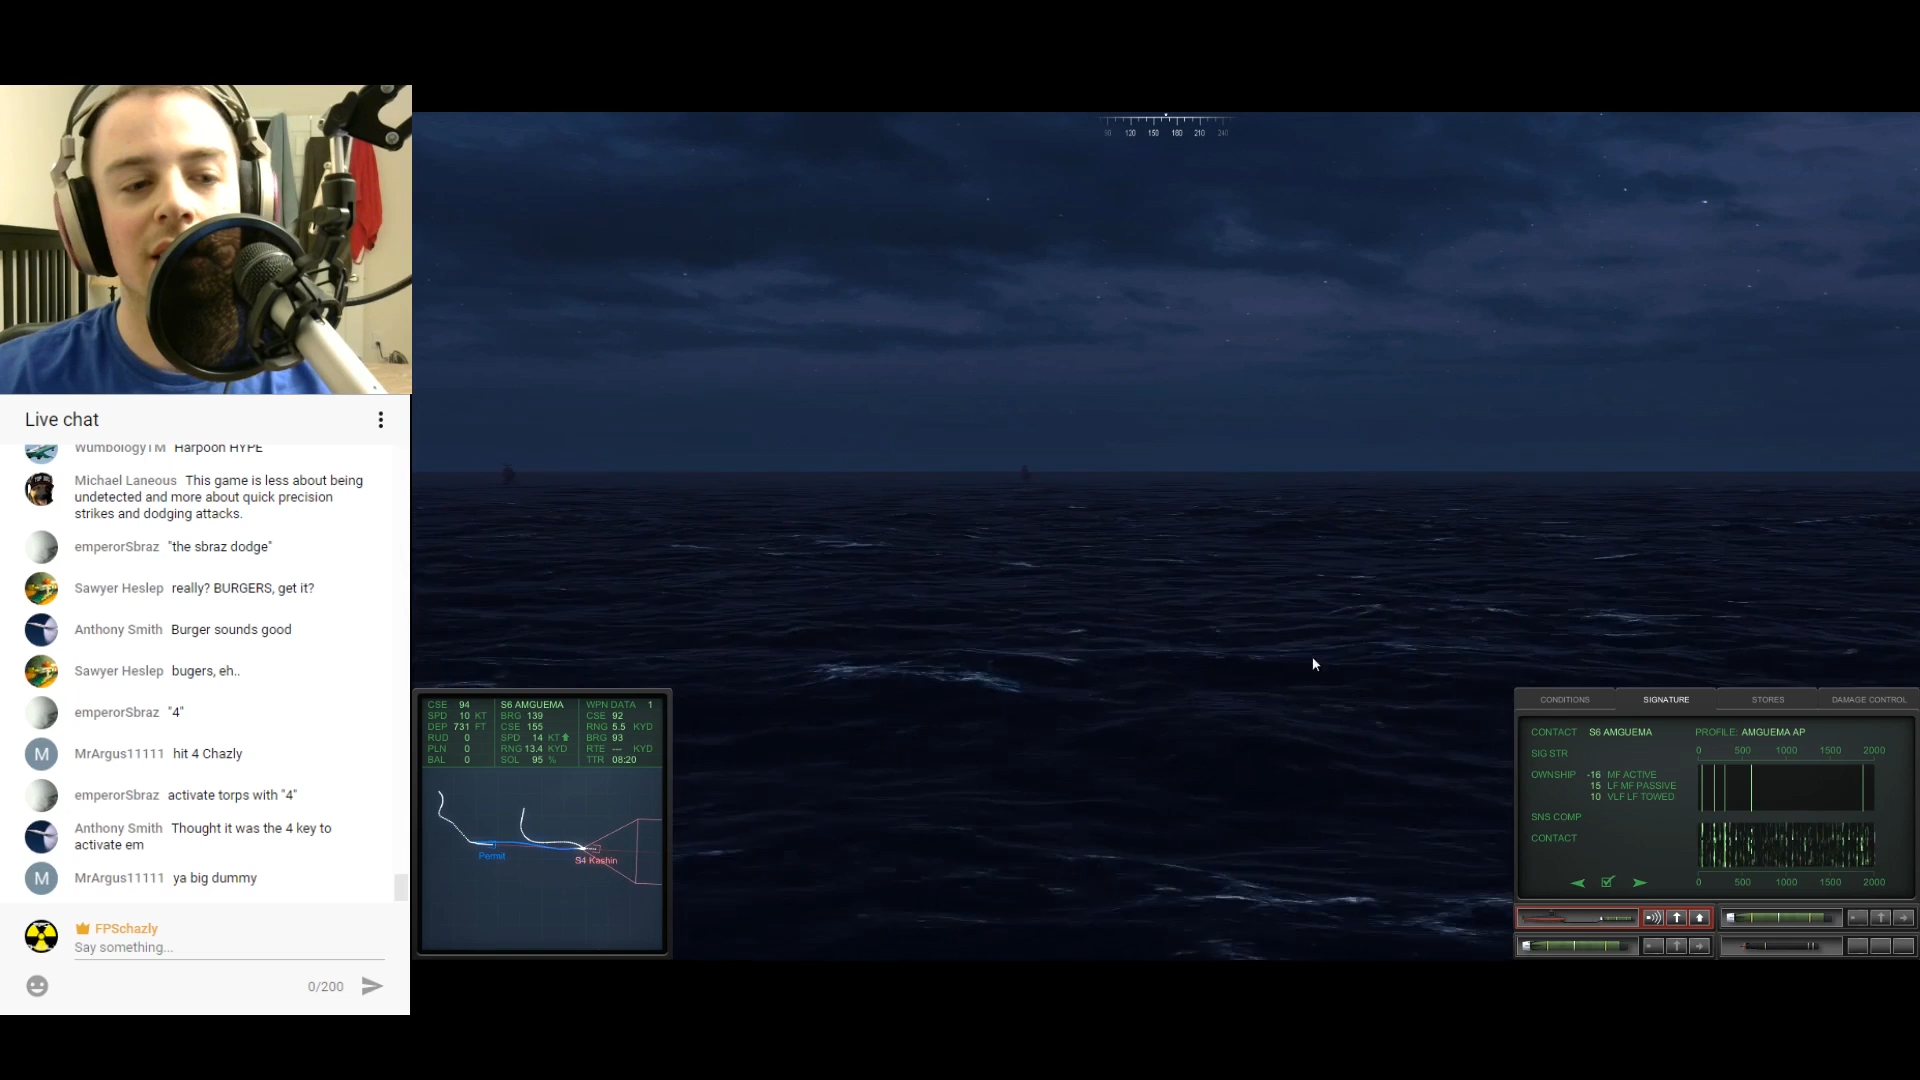 90 120 150 180 210 240
Live chat
WumbologyTM Harpoon HYPE
Michael Laneous This game is less about being
undetected and more about quick precision
strikes and dodging attacks.
emperorSbraz "the sbraz dodge"
Sawyer Heslep really? BURGERS, get it?
Anthony Smith Burger sounds good
Sawyer Heslep bugers, eh..
emperorSbraz "4"
M MrArgus11111 hit 4 Chazly
emperorSbraz activate torps with "4"
Anthony Smith Thought it was the 4 key to
activate em
M MrArgus11111 ya big dummy
FPSchazly
Say something...
0/200
CSE 94
SPD 10 KT
DEP 731 FT
RUD 0
PLN 0
BAL 0
S6 AMGUEMA
BRG 139
CSE 155
SPD 14 KT
RNG 13.4 KYD
SOL 95 %
WPN DATA 1
CSE 92
RNG 5.5 KYD
BRG 93
RTE --- KYD
TTR 08:20
Permit
S4 Kashin
CONDITIONS SIGNATURE STORES DAMAGE CONTROL
CONTACT S6 AMGUEMA
SIG STR
OWNSHIP -16 MF ACTIVE
15 LF MF PASSIVE
10 VLF LF TOWED
SNS COMP
CONTACT
PROFILE: AMGUEMA AP
0 500 1000 1500 2000
0 500 1000 1500 2000